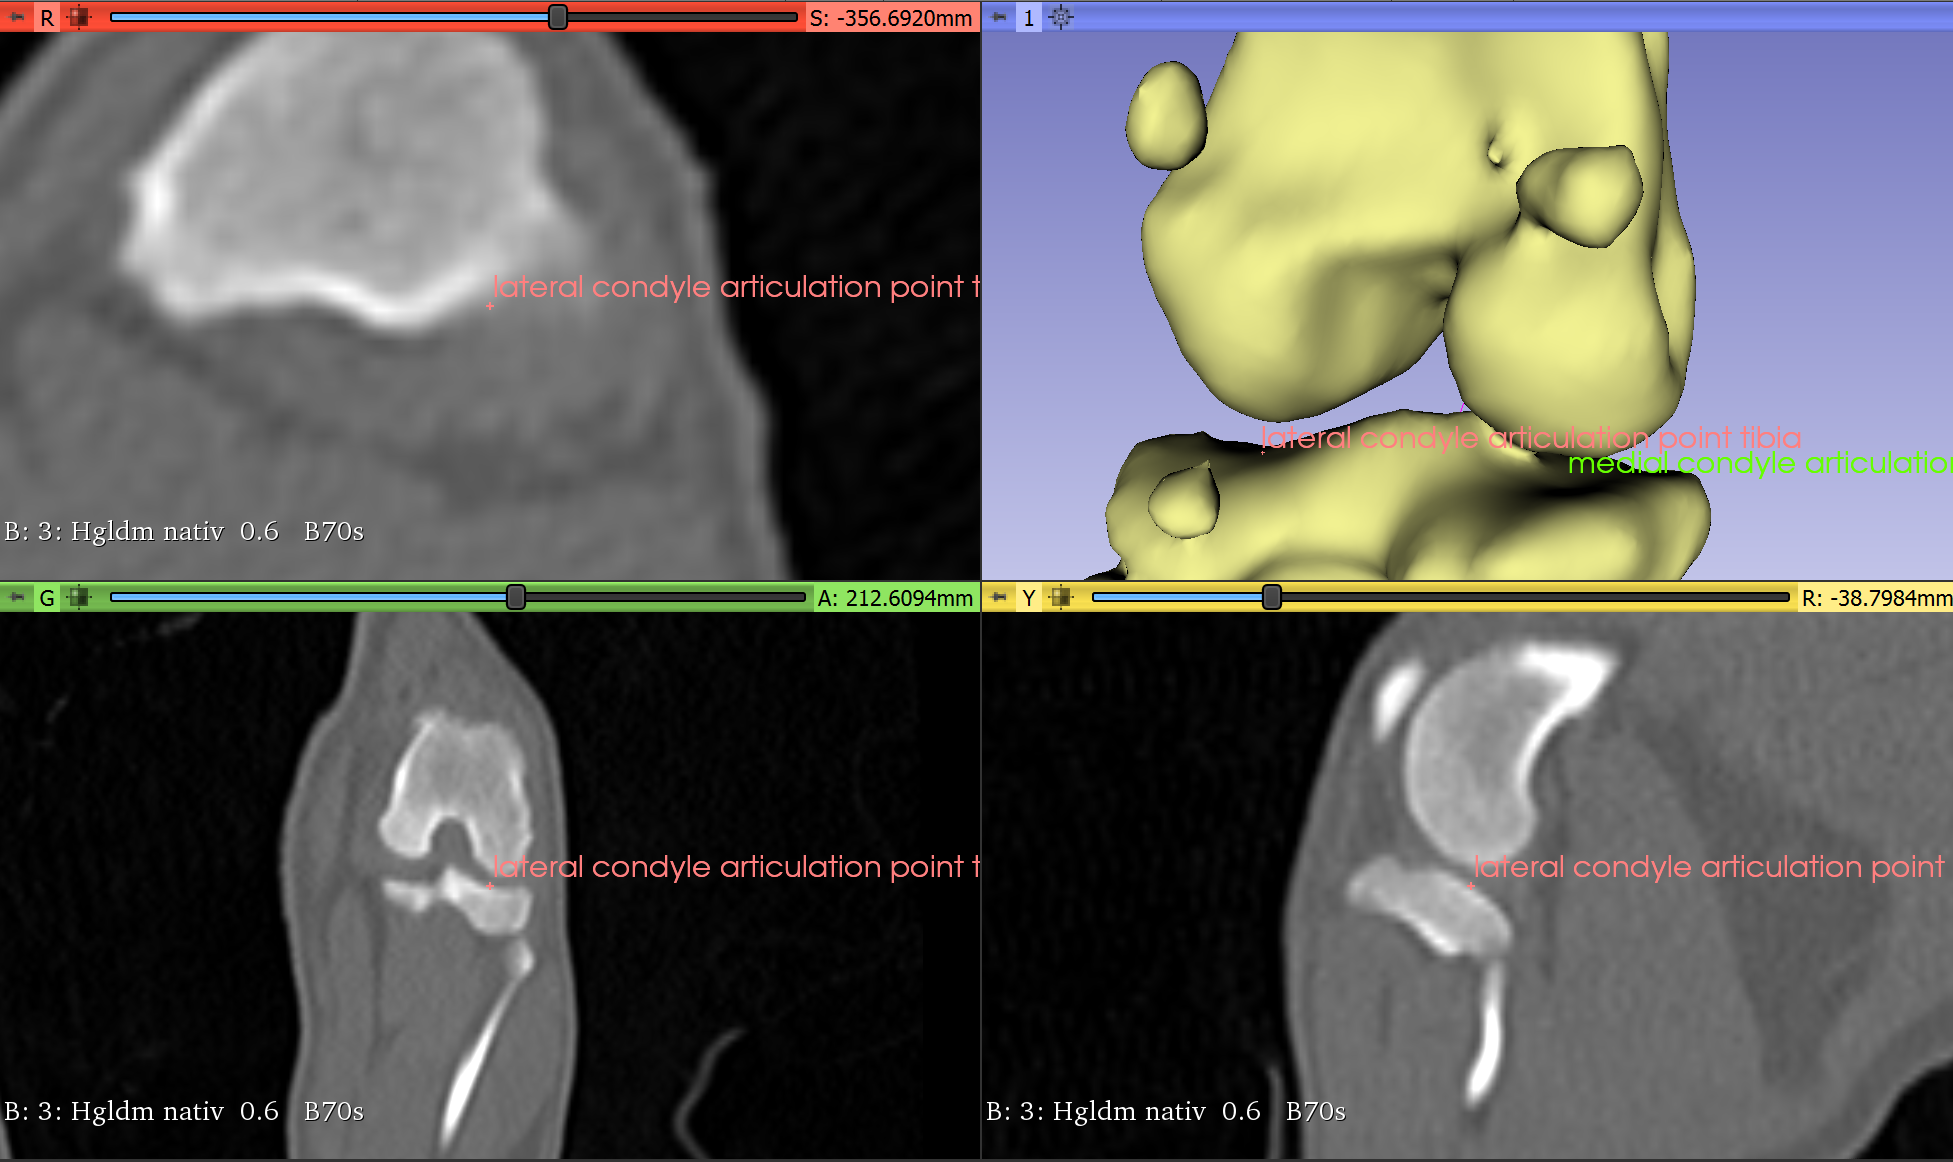 R S: -356.6920mm
lateral condyle articulation point t
B: 3: Hgldm nativ 0.6 B70s
1
lateral condyle articulation point tibia
medial condyle articulatio
G A: 212.6094mm
lateral condyle articulation point t
B: 3: Hgldm nativ 0.6 B70s
Y R: -38.7984mm
lateral condyle articulation point
B: 3: Hgldm nativ 0.6 B70s